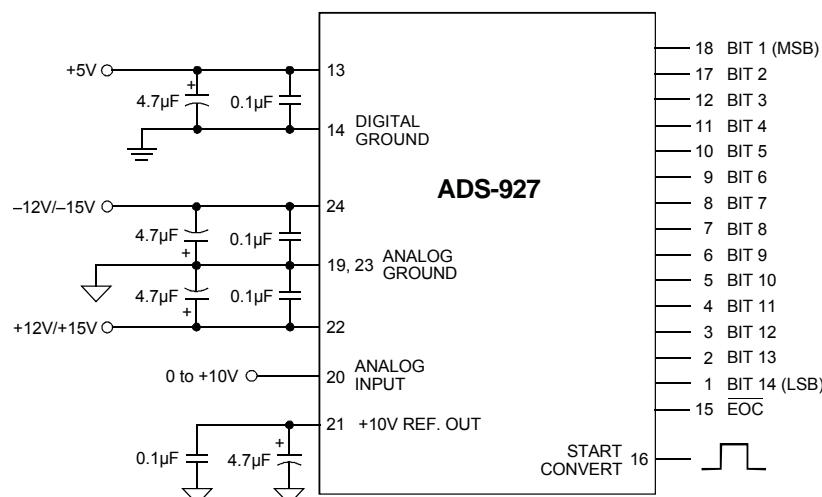 +5V
4.7µF
+
0.1µF
13
14 DIGITAL GROUND
–12V/–15V
4.7µF
+
0.1µF
24
19, 23 ANALOG GROUND
4.7µF
+
0.1µF
+12V/+15V
22
0 to +10V
20 ANALOG INPUT
21 +10V REF. OUT
0.1µF
4.7µF
+
ADS-927
18 BIT 1 (MSB)
17 BIT 2
12 BIT 3
11 BIT 4
10 BIT 5
9 BIT 6
8 BIT 7
7 BIT 8
6 BIT 9
5 BIT 10
4 BIT 11
3 BIT 12
2 BIT 13
1 BIT 14 (LSB)
15 EOC
START CONVERT 16